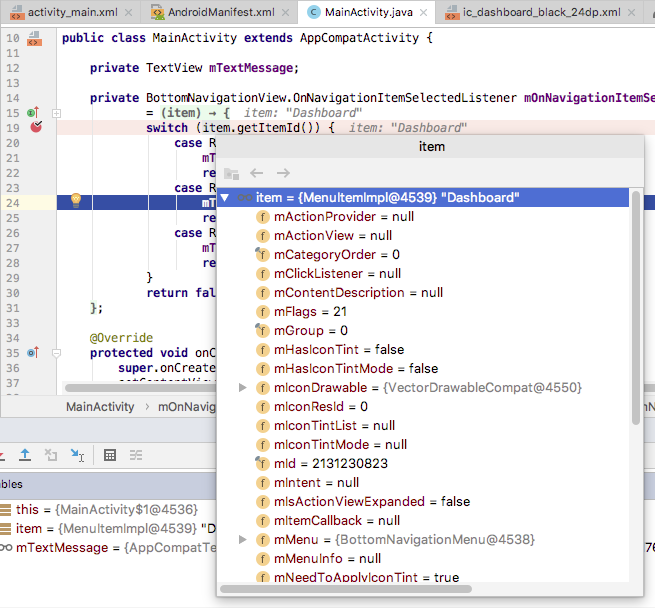 activity_main.xml AndroidManifest.xml MainActivity.java ic_dashboard_black_24dp.xml
10 public class MainActivity extends AppCompatActivity {
11
12 private TextView mTextMessage;
13
14 private BottomNavigationView.OnNavigationItemSelectedListener mOnNavigationItemSe
15 = (item) → { item: "Dashboard"
19 switch (item.getItemId()) { item: "Dashboard"
20 case R
21 mT
22 re
23 case R
24 mT
25 re
26 case R
27 mT
28 re
29 }
30 return fal
31 };
33
34 @Override
35 protected void onC
36 super.onCreate
37 setContentView
item
item = {MenuItemImpl@4539} "Dashboard"
mActionProvider = null
mActionView = null
mCategoryOrder = 0
mClickListener = null
mContentDescription = null
mFlags = 21
mGroup = 0
mHasIconTint = false
mHasIconTintMode = false
mIconDrawable = {VectorDrawableCompat@4550}
mIconResId = 0
mIconTintList = null
mIconTintMode = null
mId = 2131230823
mIntent = null
mIsActionViewExpanded = false
mItemCallback = null
mMenu = {BottomNavigationMenu@4538}
mMenuInfo = null
mNeedToApplyIconTint = true
MainActivity › mOnNavig
bles
this = {MainActivity$1@4536}
item = {MenuItemImpl@4539} "D
mTextMessage = {AppCompatTe
76